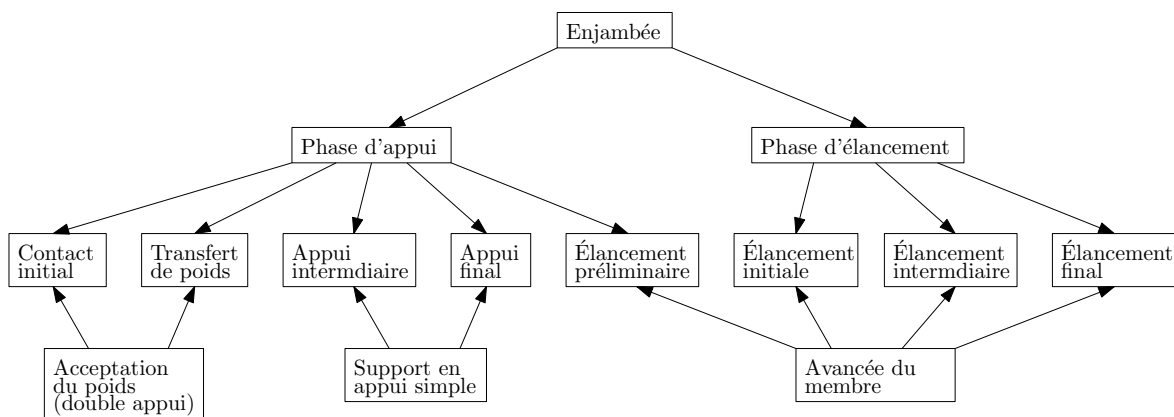 Enjambée
Phase d'appui
Phase d'élancement
Contact
initial
Transfert
de poids
Appui
intermdiaire
Appui
final
Élancement
préliminaire
Élancement
initiale
Élancement
intermdiaire
Élancement
final
Acceptation
du poids
(double appui)
Support en
appui simple
Avancée du
membre